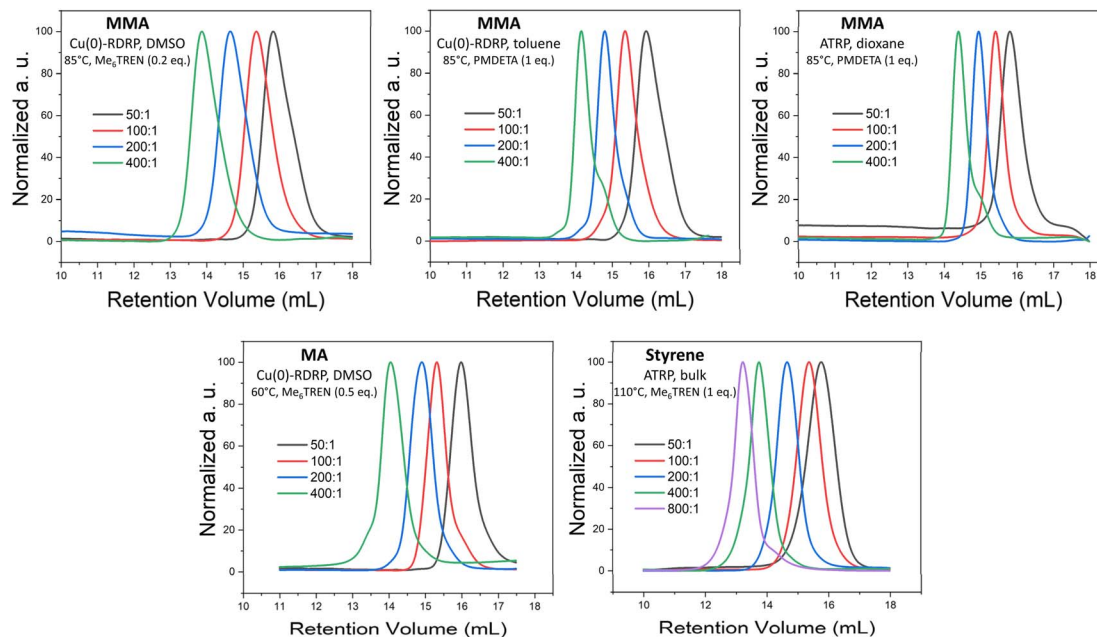 MMA
Cu(0)-RDRP, DMSO
85°C, Me₆TREN (0.2 eq.)
50:1
100:1
200:1
400:1
Normalized a. u.
100
80
60
40
20
0
10 11 12 13 14 15 16 17 18
Retention Volume (mL)
MMA
Cu(0)-RDRP, toluene
85°C, PMDETA (1 eq.)
50:1
100:1
200:1
400:1
Normalized a. u.
100
80
60
40
20
0
10 11 12 13 14 15 16 17 18
Retention Volume (mL)
MMA
ATRP, dioxane
85°C, PMDETA (1 eq.)
50:1
100:1
200:1
400:1
Normalized a. u.
100
80
60
40
20
0
10 11 12 13 14 15 16 17 18
Retention Volume (mL)
MA
Cu(0)-RDRP, DMSO
60°C, Me₆TREN (0.5 eq.)
50:1
100:1
200:1
400:1
Normalized a. u.
100
80
60
40
20
0
10 11 12 13 14 15 16 17 18
Retention Volume (mL)
Styrene
ATRP, bulk
110°C, Me₆TREN (1 eq.)
50:1
100:1
200:1
400:1
800:1
Normalized a. u.
100
80
60
40
20
0
10 12 14 16 18
Retention Volume (mL)